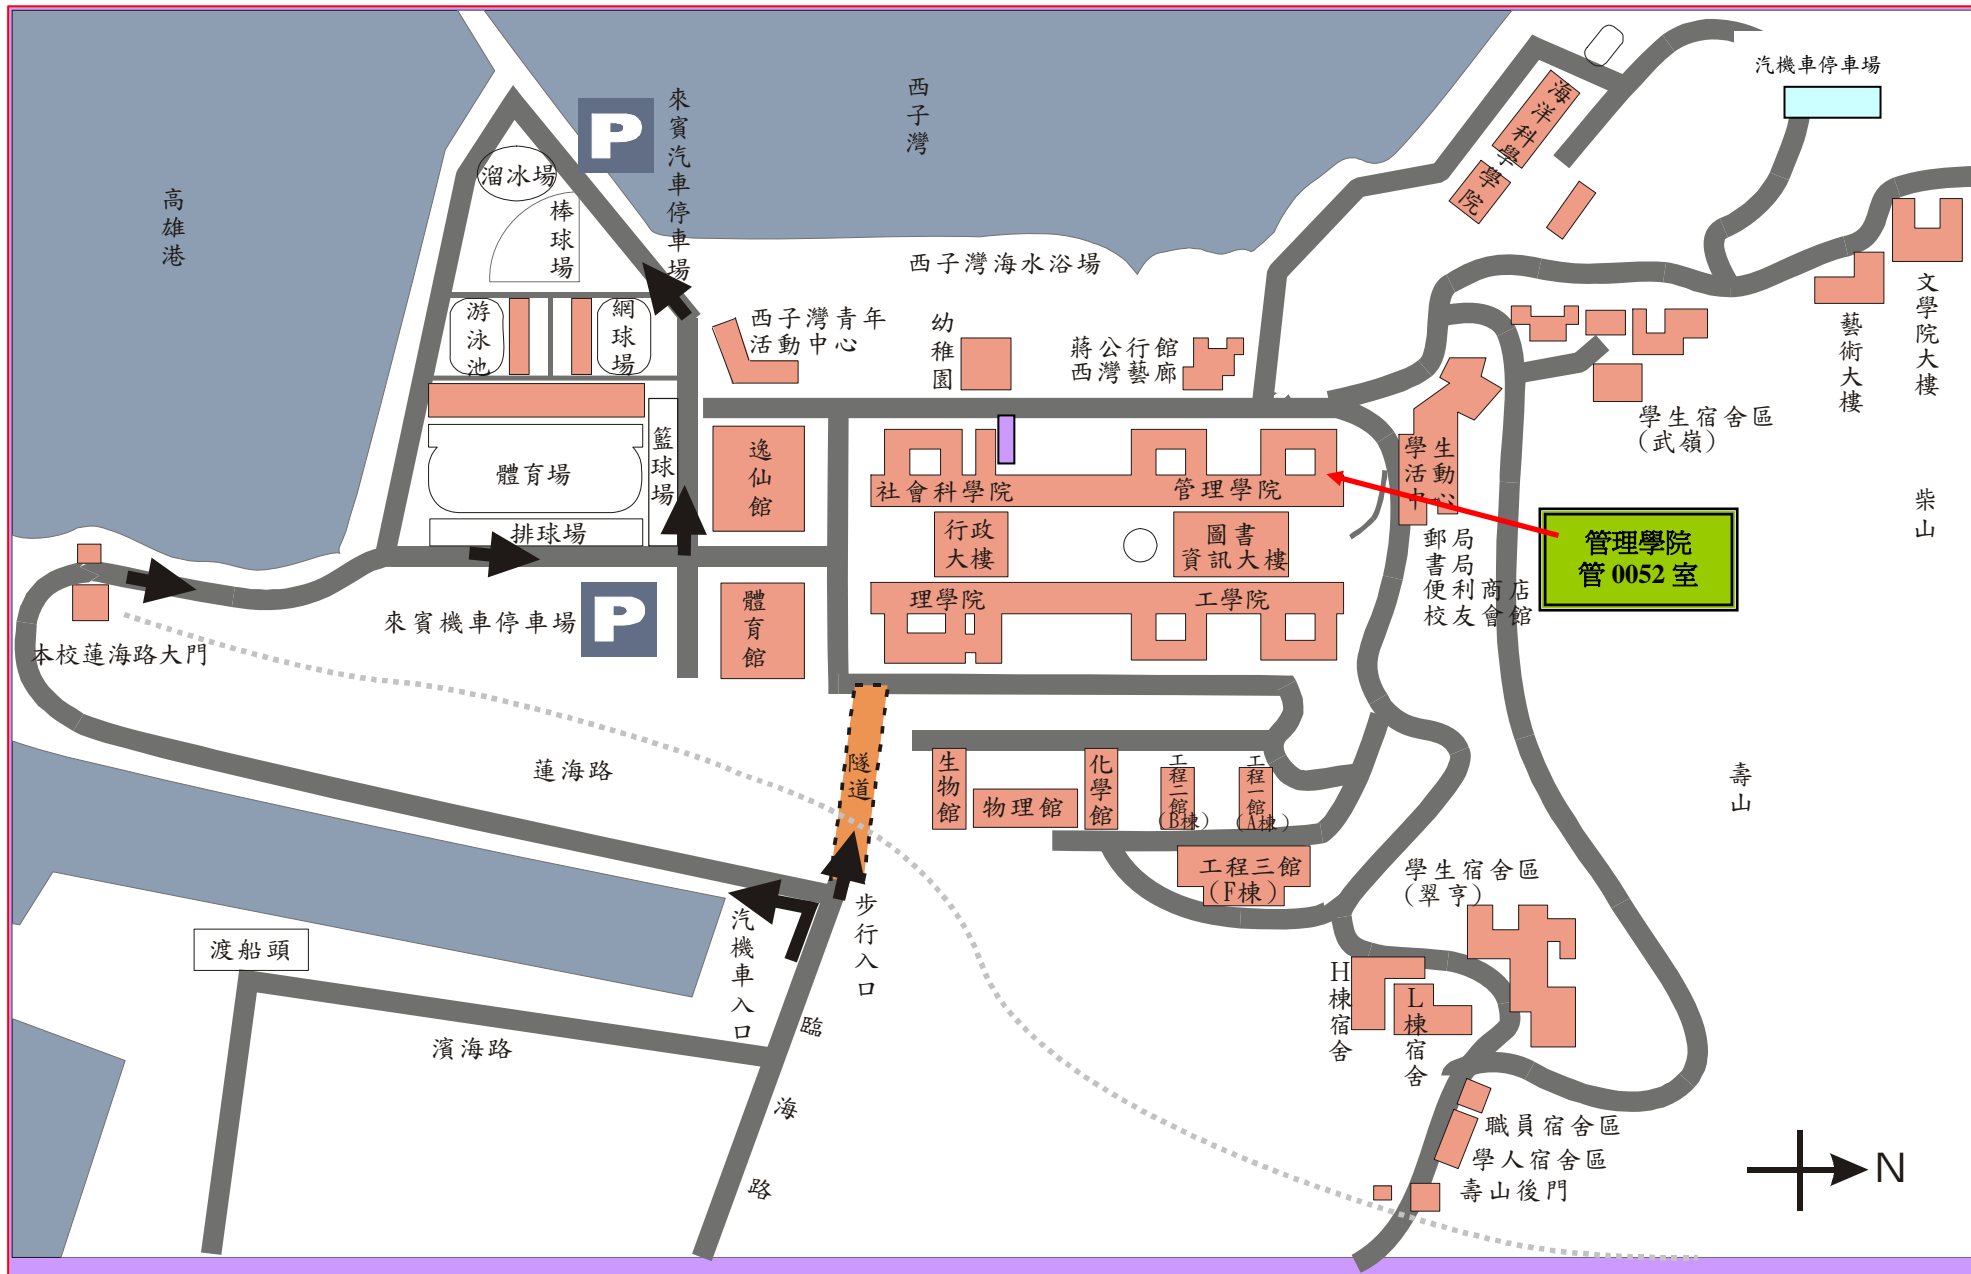 汽機車停車場
海洋科學
學院
西子灣
P
來賓汽車停車場
高雄港
溜冰場
棒球場
西子灣海水浴場
文學院大樓
藝術大樓
游泳池
網球場
西子灣青年
活動中心
幼稚園
蔣公行館
西灣藝廊
學生宿舍區
(武嶺)
籃球場
逸仙館
學生
活動
中心
體育場
社會科學院
管理學院
柴山
排球場
行政
大樓
圖書
資訊大樓
郵局
書局
便利商店
校友會館
管理學院
管 0052 室
來賓機車停車場
P
體育館
理學院
工學院
本校蓮海路大門
蓮海路
隧道
生物館
物理館
化學館
工程二館
(B棟)
工程一館
(A棟)
壽山
工程三館
(F棟)
學生宿舍區
(翠亨)
渡船頭
汽機車入口
步行入口
H棟宿舍
L棟宿舍
濱海路
臨海路
職員宿舍區
學人宿舍區
壽山後門
N